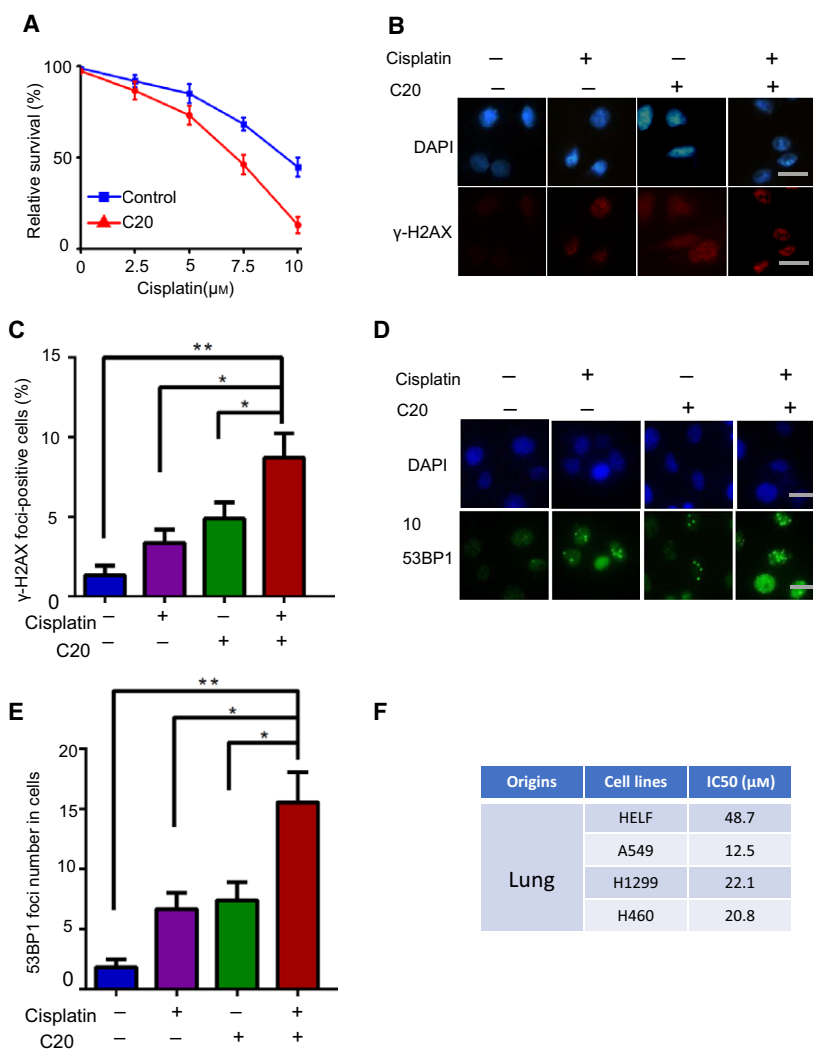 A
Relative survival (%)
100
50
0
Control
C20
0 2.5 5 7.5 10
Cisplatin(μM)
B
Cisplatin – + – +
C20 – – + +
DAPI
γ-H2AX
C
γ-H2AX foci-positive cells (%)
15
10
5
0
**
*
*
Cisplatin – + – +
C20 – – + +
D
Cisplatin – + – +
C20 – – + +
DAPI
10
53BP1
E
53BP1 foci number in cells
20
15
10
5
0
**
*
*
Cisplatin – + – +
C20 – – + +
F
Origins Cell lines IC50 (μM)
Lung
HELF 48.7
A549 12.5
H1299 22.1
H460 20.8